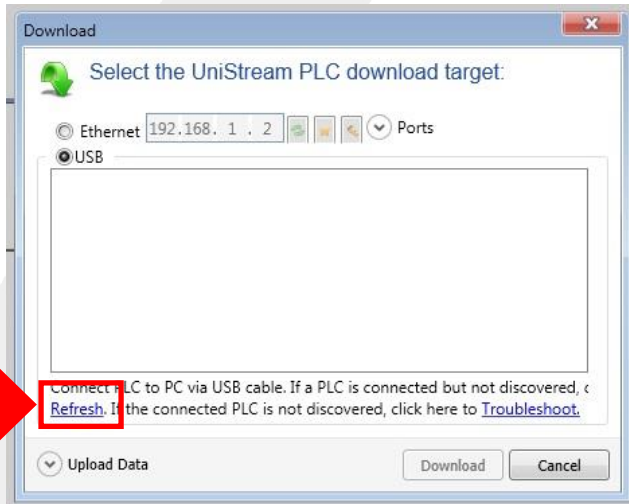 Download
Select the UniStream PLC download target:
Ethernet 192.168. 1 . 2 Ports
USB
Connect PLC to PC via USB cable. If a PLC is connected but not discovered, c
Refresh. If the connected PLC is not discovered, click here to Troubleshoot.
Upload Data Download Cancel